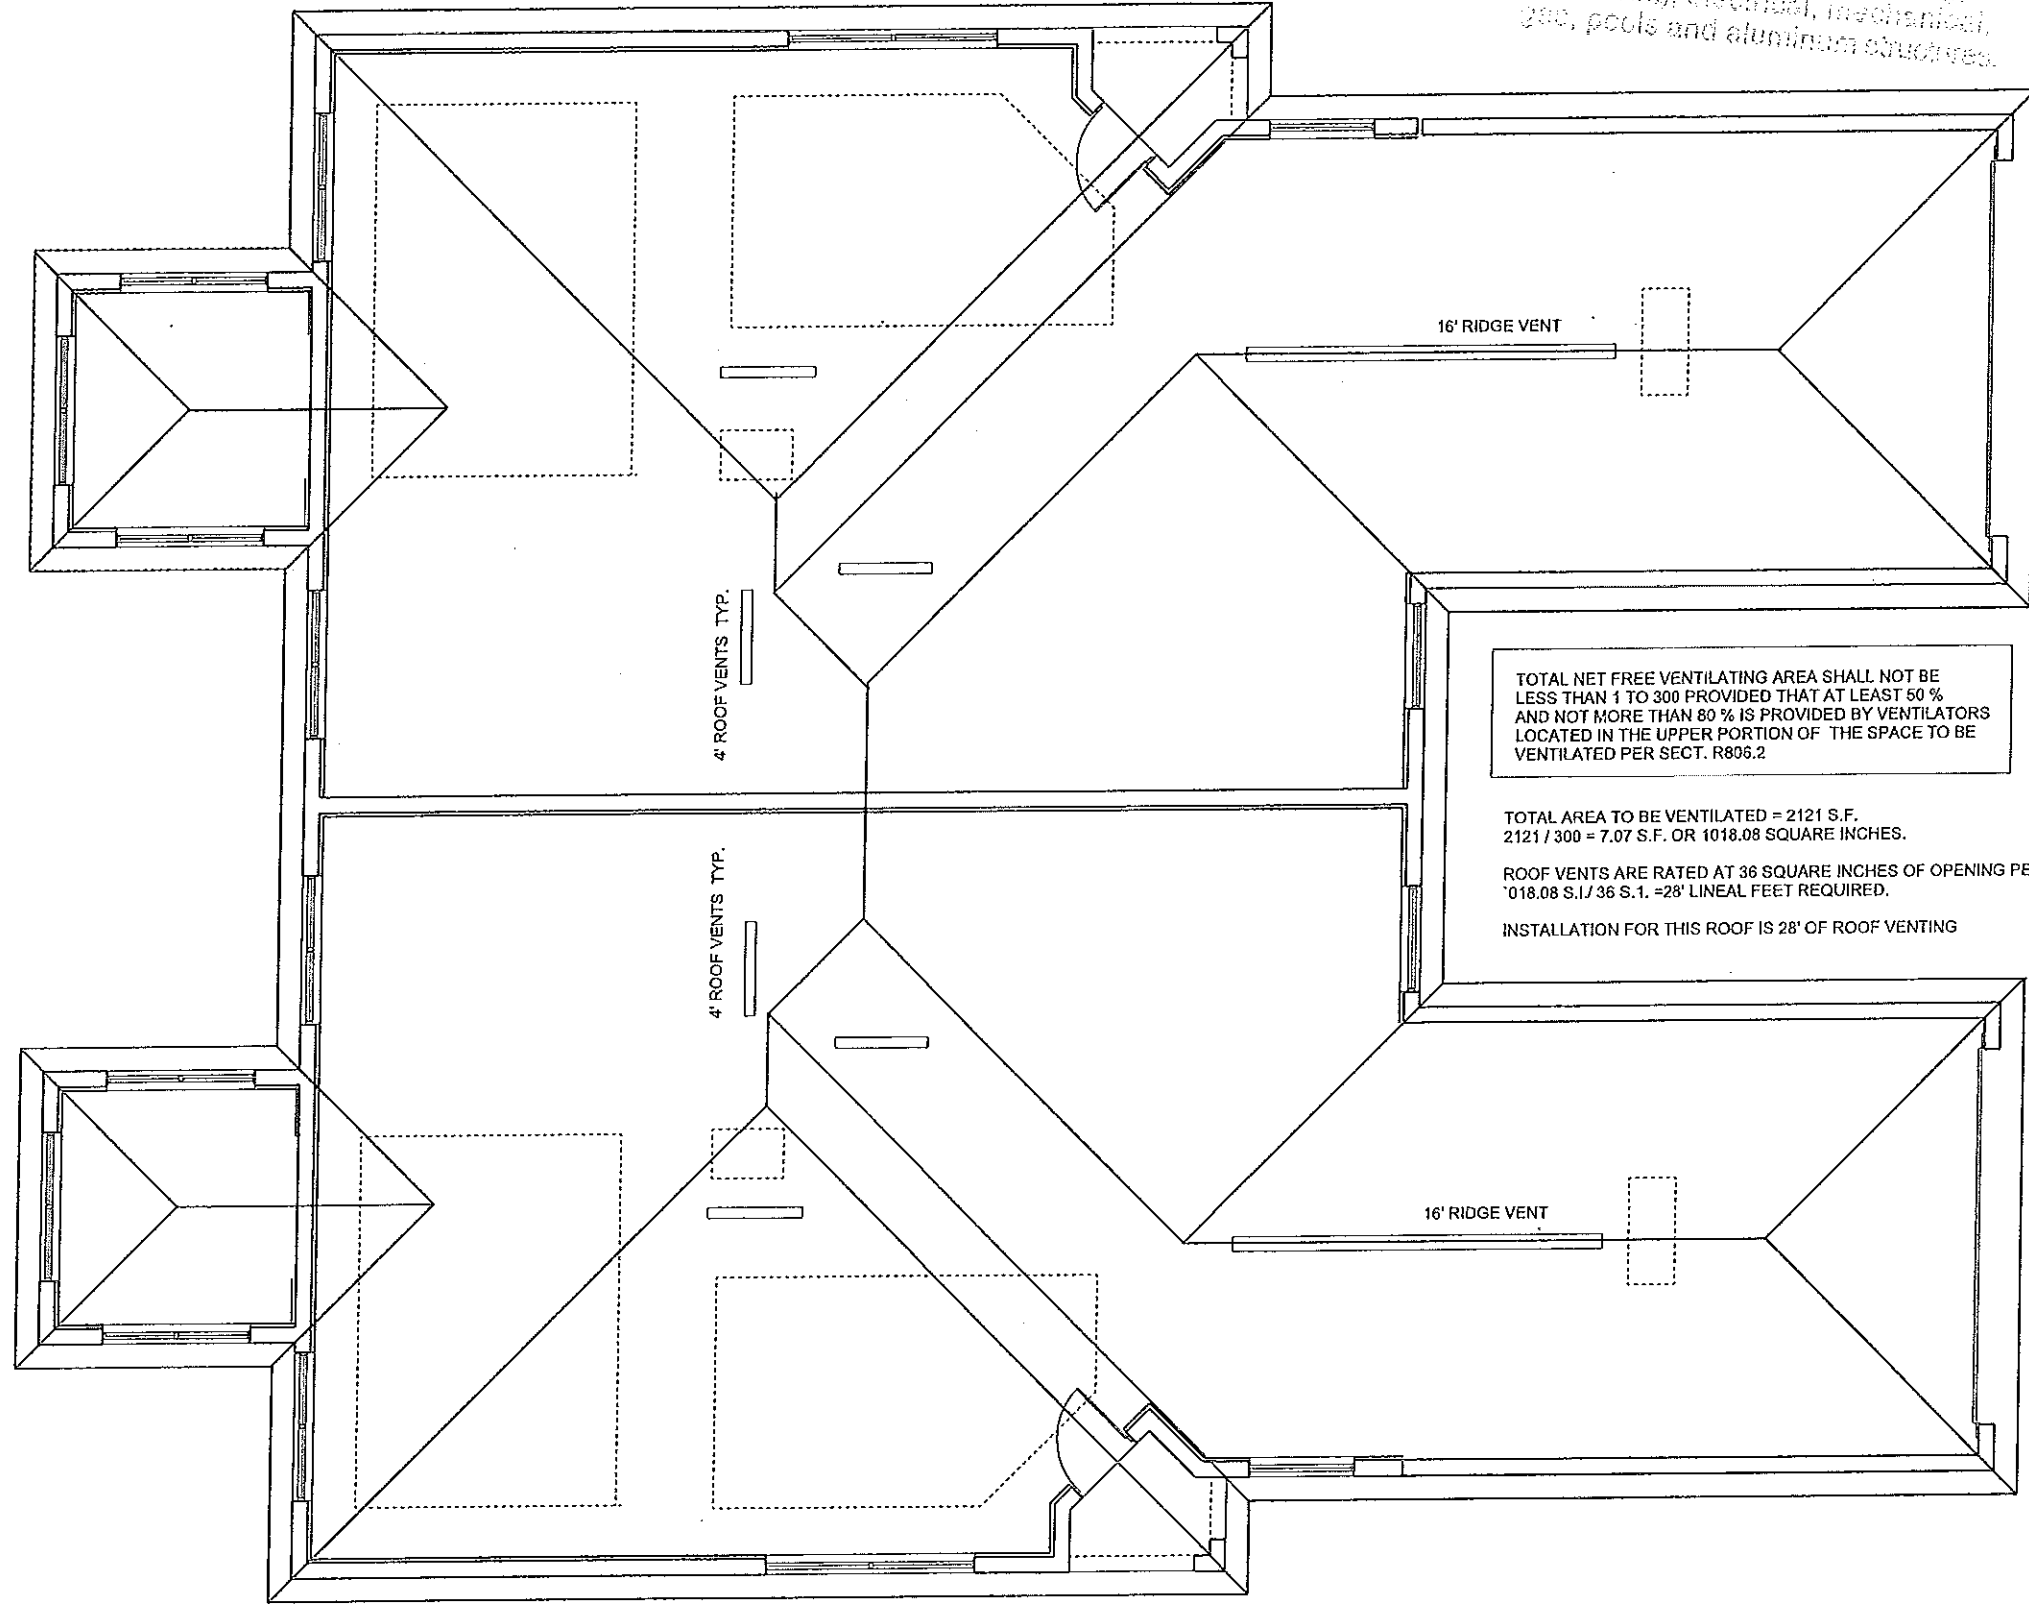 mechanical,
gas, pools and aluminum structures.
16' RIDGE VENT
4' ROOF VENTS TYP.
TOTAL NET FREE VENTILATING AREA SHALL NOT BE
LESS THAN 1 TO 300 PROVIDED THAT AT LEAST 50 %
AND NOT MORE THAN 80 % IS PROVIDED BY VENTILATORS
LOCATED IN THE UPPER PORTION OF THE SPACE TO BE
VENTILATED PER SECT. R806.2
TOTAL AREA TO BE VENTILATED = 2121 S.F.
2121 / 300 = 7.07 S.F. OR 1018.08 SQUARE INCHES.
ROOF VENTS ARE RATED AT 36 SQUARE INCHES OF OPENING PE
'018.08 S.I./ 36 S.1. =28' LINEAL FEET REQUIRED.
INSTALLATION FOR THIS ROOF IS 28' OF ROOF VENTING
4' ROOF VENTS TYP.
16' RIDGE VENT